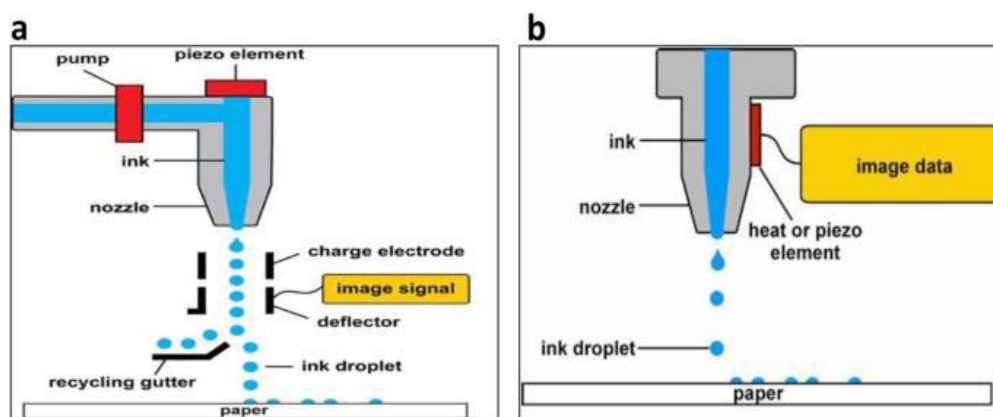 a
piezo element
pump
ink
nozzle
charge electrode
image signal
deflector
ink droplet
recycling gutter
paper
b
ink
image data
nozzle
heat or piezo
element
ink droplet
paper